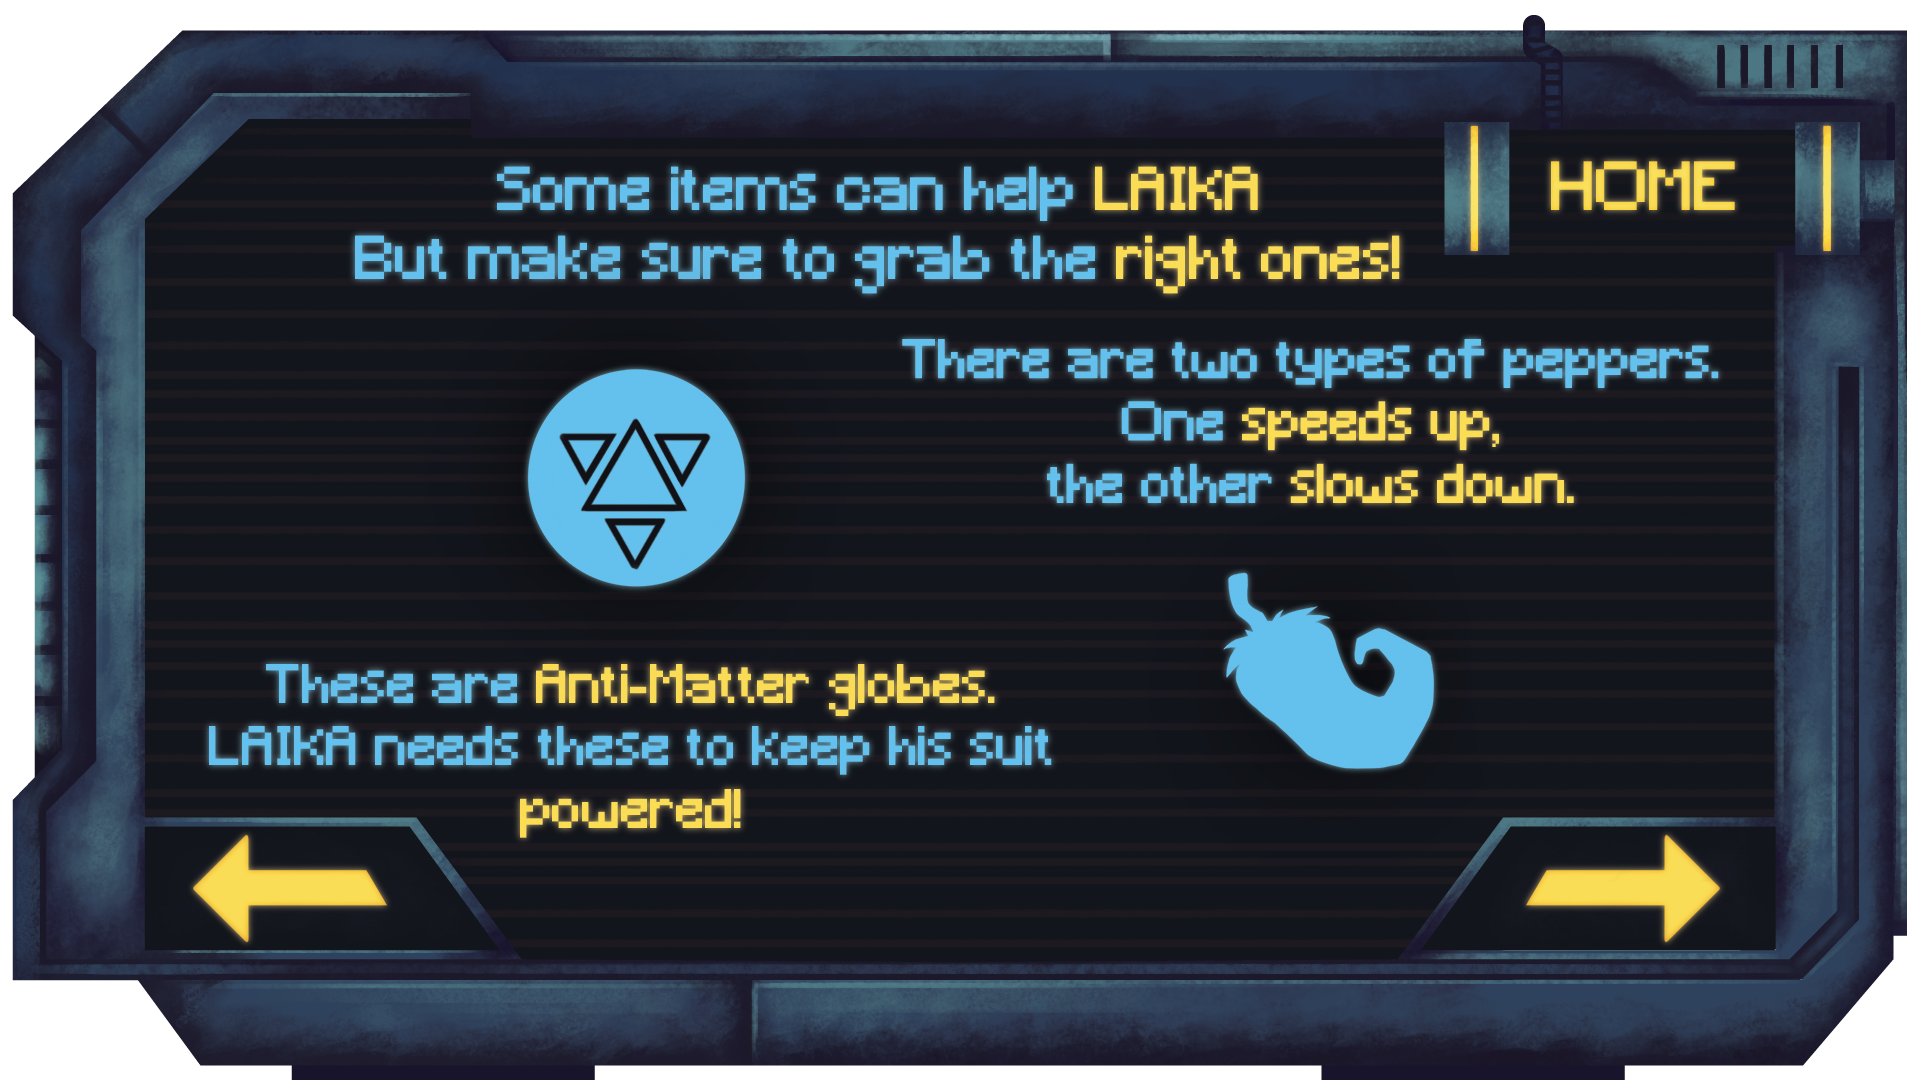 Some items can help LAIKA
But make sure to grab the right ones!
HOME
There are two types of peppers.
One speeds up,
the other slows down.
These are Anti-Matter globes.
LAIKA needs these to keep his suit
powered!